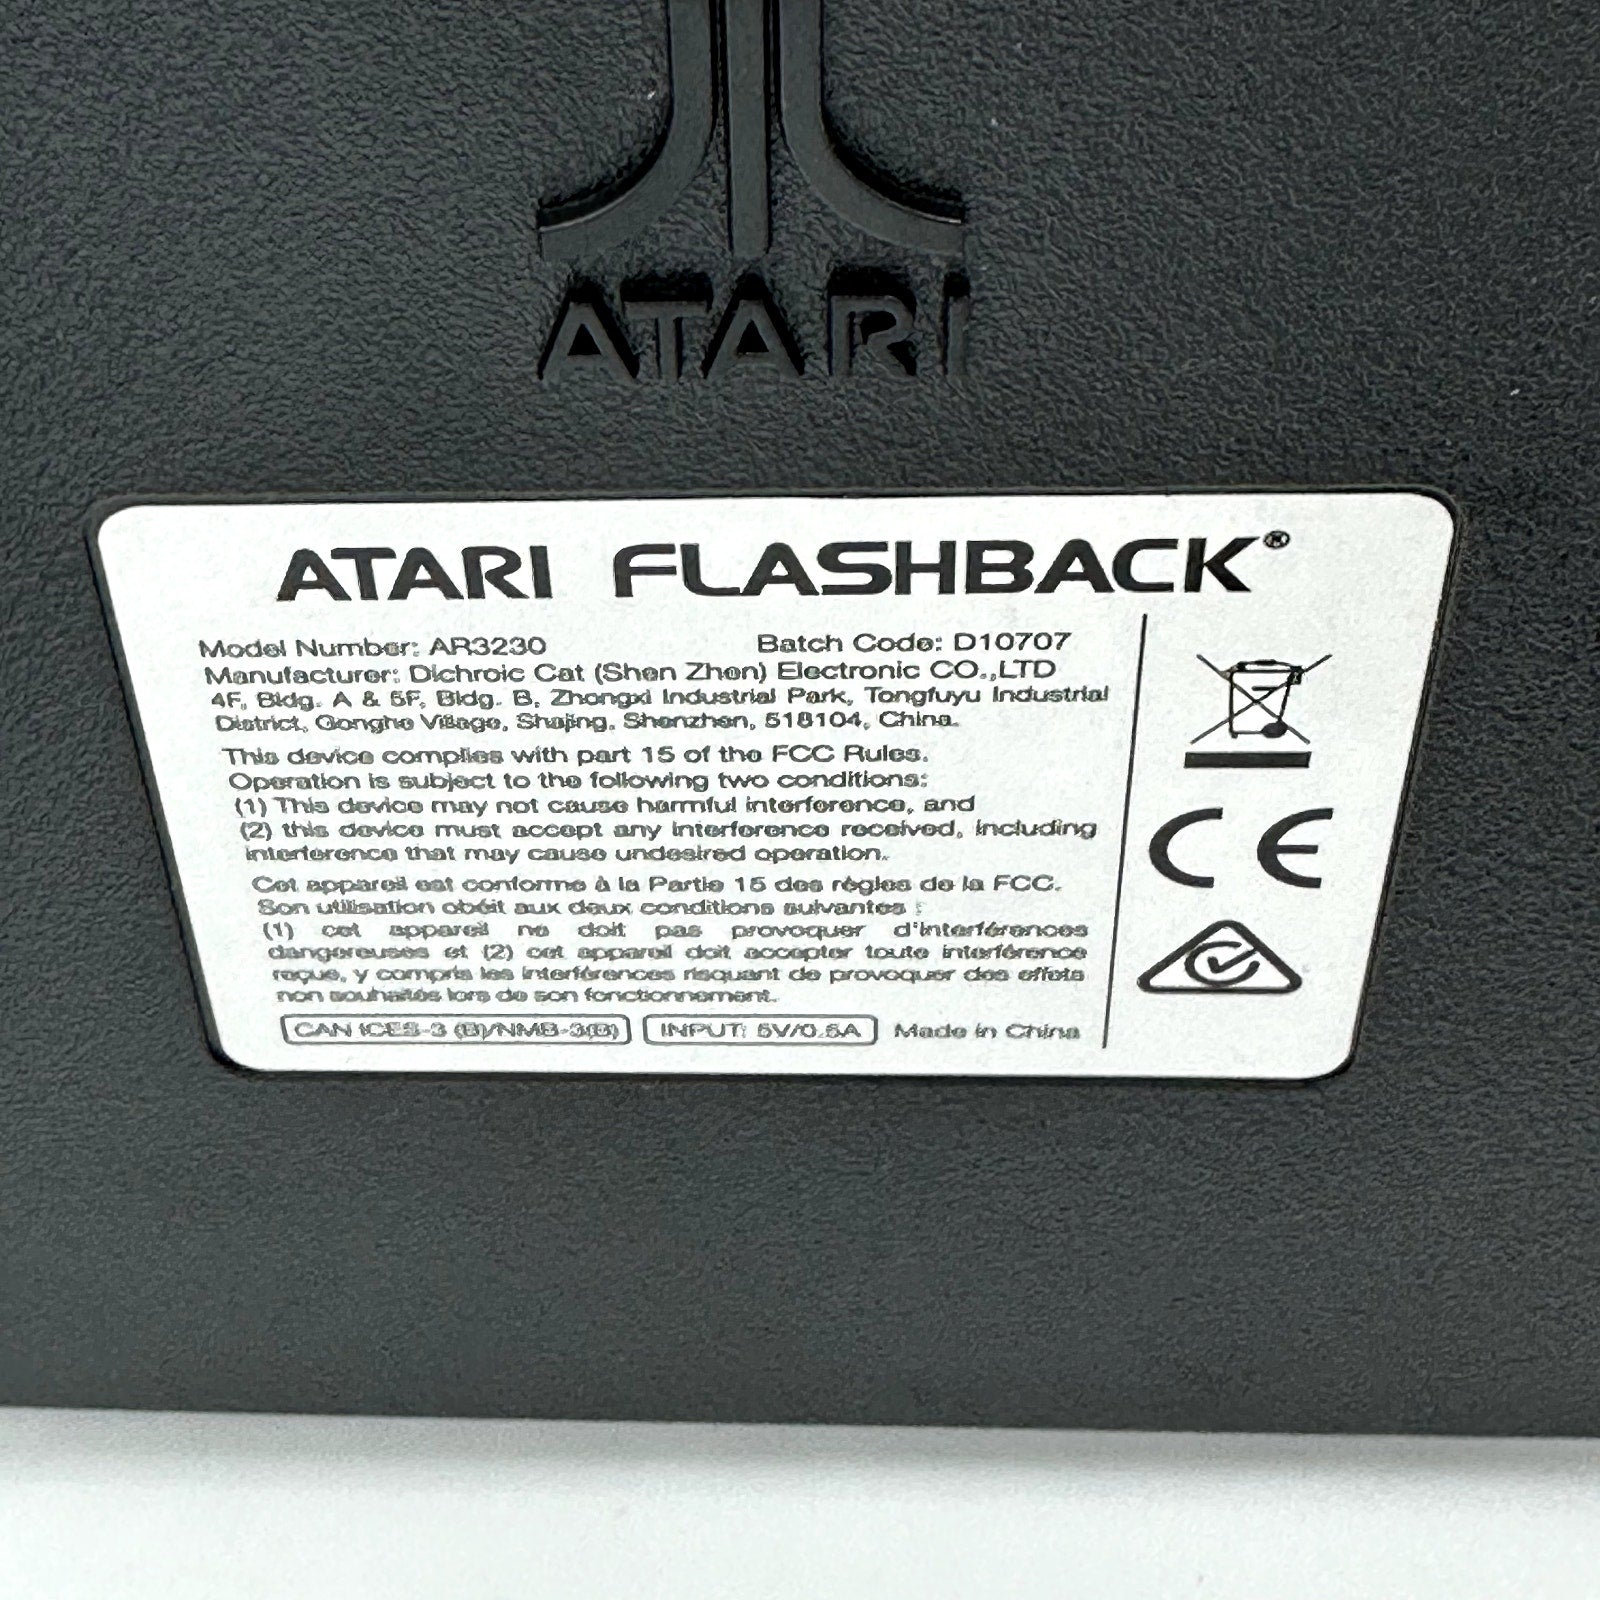 ATARI
ATARI FLASHBACK®
Model Number: AR3230 Batch Code: D10707
Manufacturer: Dichroic Cat (Shen Zhen) Electronic CO.,LTD
4F, Bldg. A & 5F, Bldg. B, Zhongxi Industrial Park, Tongfuyu Industrial
District, Gonghe Village, Shajing, Shenzhen, 518104, China.
This device complies with part 15 of the FCC Rules.
Operation is subject to the following two conditions:
(1) This device may not cause harmful interference, and
(2) this device must accept any interference received, including
interference that may cause undesired operation.
Cet appareil est conforme à la Partie 15 des règles de la FCC.
Son utilisation obéit aux deux conditions suivantes :
(1) cet appareil ne doit pas provoquer d'interférences
dangereuses et (2) cet appareil doit accepter toute interférence
reçue, y compris les interférences risquant de provoquer des effets
non souhaités lors de son fonctionnement.
CAN ICES-3 (B)/NMB-3(B) INPUT: 5V/0.5A Made in China
CE